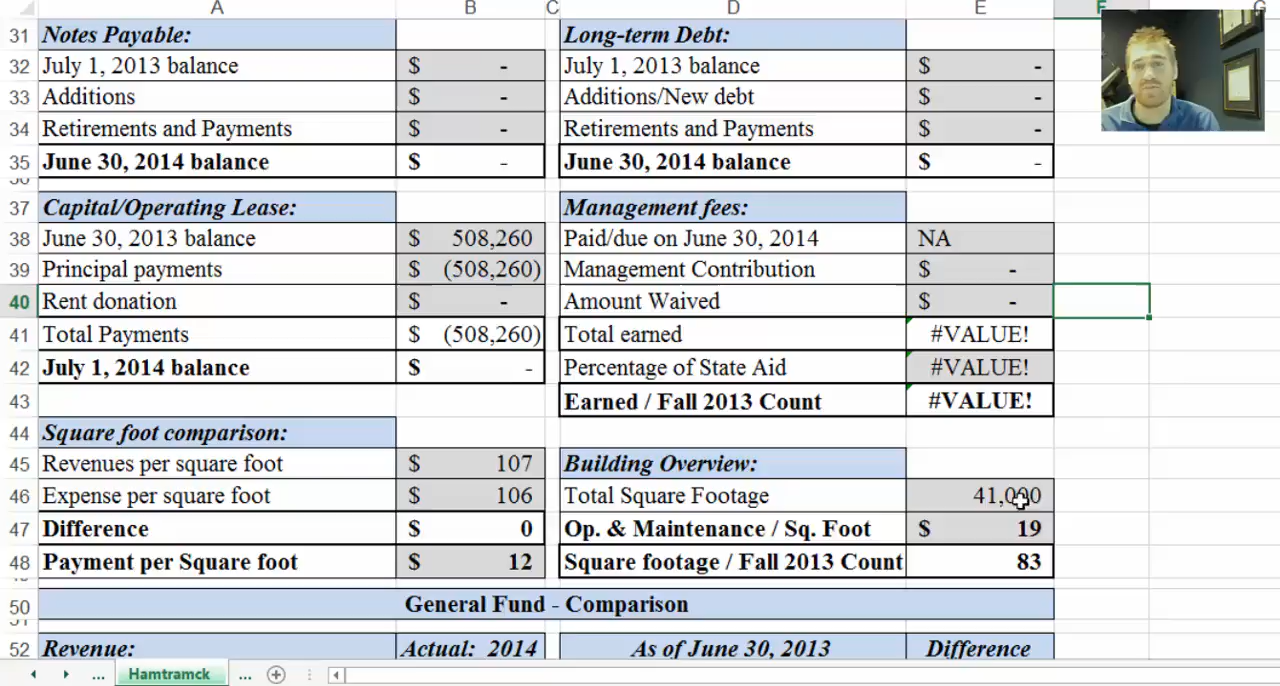 A B C D E F G
31 Notes Payable: Long-term Debt:
32 July 1, 2013 balance $ - July 1, 2013 balance $ -
33 Additions $ - Additions/New debt $ -
34 Retirements and Payments $ - Retirements and Payments $ -
35 June 30, 2014 balance $ - June 30, 2014 balance $ -
37 Capital/Operating Lease: Management fees:
38 June 30, 2013 balance $ 508,260 Paid/due on June 30, 2014 NA
39 Principal payments $ (508,260) Management Contribution $ -
40 Rent donation $ - Amount Waived $ -
41 Total Payments $ (508,260) Total earned #VALUE!
42 July 1, 2014 balance $ - Percentage of State Aid #VALUE!
43 Earned / Fall 2013 Count #VALUE!
44 Square foot comparison:
45 Revenues per square foot $ 107 Building Overview:
46 Expense per square foot $ 106 Total Square Footage 41,000
47 Difference $ 0 Op. & Maintenance / Sq. Foot $ 19
48 Payment per Square foot $ 12 Square footage / Fall 2013 Count 83
50 General Fund - Comparison
52 Revenue: Actual: 2014 As of June 30, 2013 Difference
... Hamtramck ...